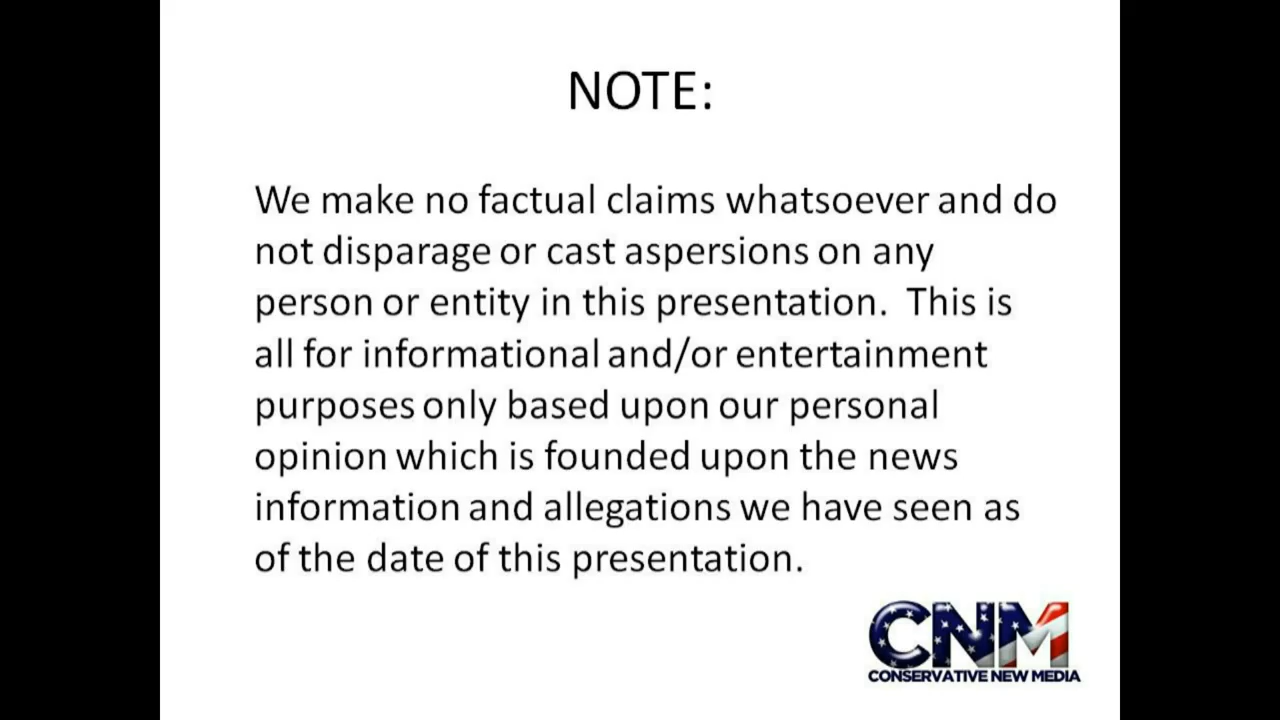 NOTE:
We make no factual claims whatsoever and do
not disparage or cast aspersions on any
person or entity in this presentation.  This is
all for informational and/or entertainment
purposes only based upon our personal
opinion which is founded upon the news
information and allegations we have seen as
of the date of this presentation.
CNM
CONSERVATIVE NEW MEDIA